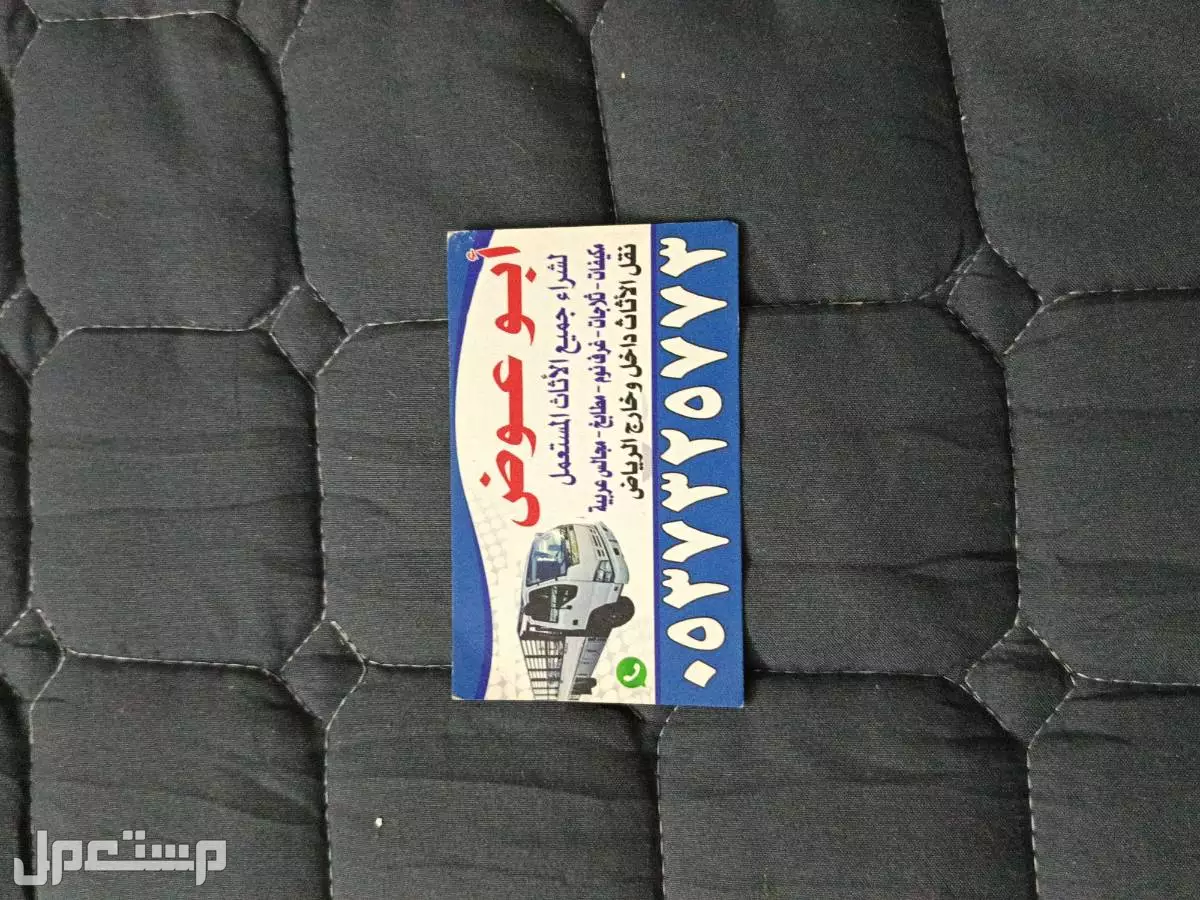 أبو عوض
لشراء جميع الأثاث المستعمل
مكيفات - ثلاجات - غرف نوم - مطابخ - مجالس عربية
نقل الأثاث داخل وخارج الرياض
٠٥٣٧٣٢٥٧٧٣
مستعمل